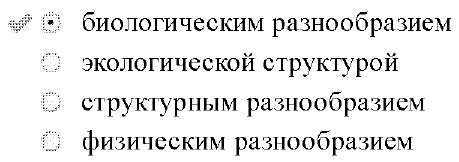 биологическим разнообразием
экологической структурой
структурным разнообразием
физическим разнообразием